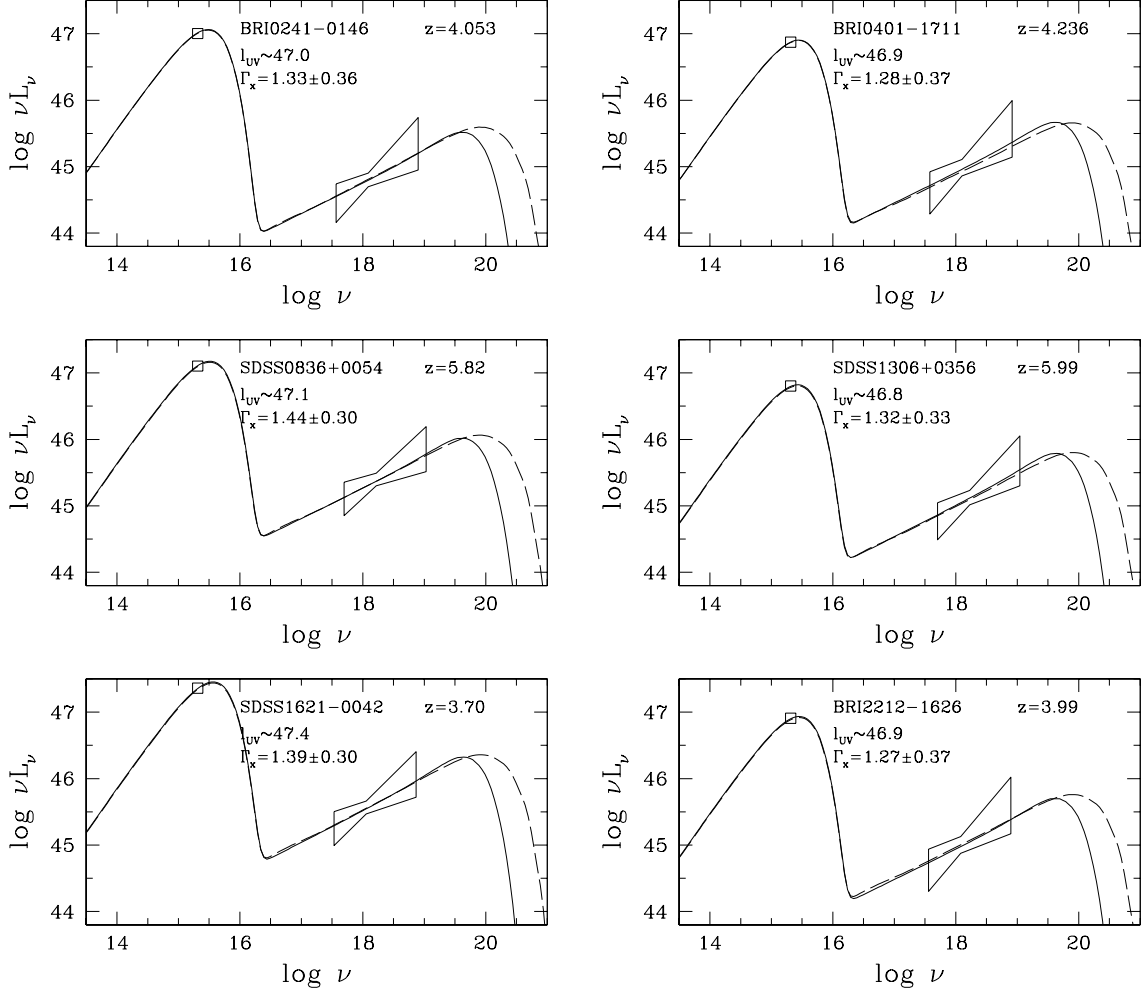 BRI0241−0146 z=4.053
l_UV~47.0
Γ_x=1.33±0.36
log νL_ν
47
46
45
44
14 16 18 20
log ν
BRI0401−1711 z=4.236
l_UV~46.9
Γ_x=1.28±0.37
log νL_ν
47
46
45
44
14 16 18 20
log ν
SDSS0836+0054 z=5.82
l_UV~47.1
Γ_x=1.44±0.30
log νL_ν
47
46
45
44
14 16 18 20
log ν
SDSS1306+0356 z=5.99
l_UV~46.8
Γ_x=1.32±0.33
log νL_ν
47
46
45
44
14 16 18 20
log ν
SDSS1621−0042 z=3.70
l_UV~47.4
Γ_x=1.39±0.30
log νL_ν
47
46
45
44
14 16 18 20
log ν
BRI2212−1626 z=3.99
l_UV~46.9
Γ_x=1.27±0.37
log νL_ν
47
46
45
44
14 16 18 20
log ν